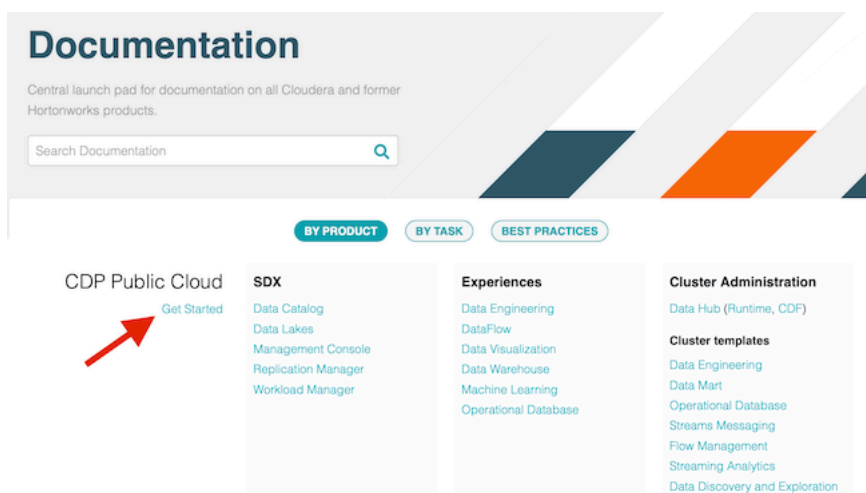 Documentation
Central launch pad for documentation on all Cloudera and former
Hortonworks products.
Search Documentation
BY PRODUCT
BY TASK
BEST PRACTICES
CDP Public Cloud
Get Started
SDX
Data Catalog
Data Lakes
Management Console
Replication Manager
Workload Manager
Experiences
Data Engineering
DataFlow
Data Visualization
Data Warehouse
Machine Learning
Operational Database
Cluster Administration
Data Hub (Runtime, CDF)
Cluster templates
Data Engineering
Data Mart
Operational Database
Streams Messaging
Flow Management
Streaming Analytics
Data Discovery and Exploration